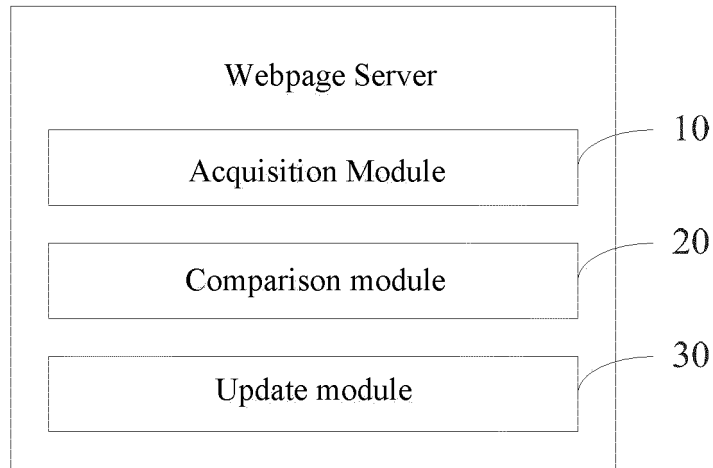 Webpage Server
10
Acquisition Module
20
Comparison module
30
Update module